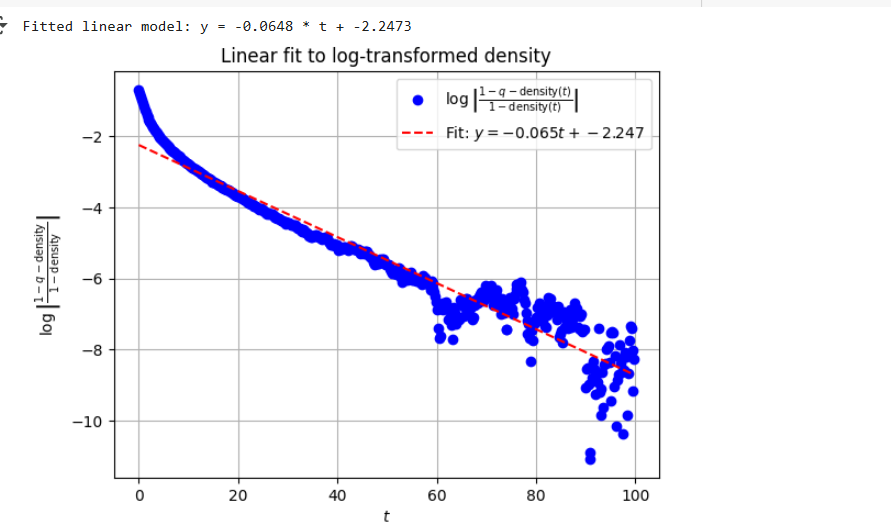 Fitted linear model: y = -0.0648 * t + -2.2473
Linear fit to log-transformed density
log |(1 − q − density(t))/(1 − density(t))|
Fit: y = −0.065t + −2.247
log |(1 − q − density)/(1 − density)|
−2
−4
−6
−8
−10
0 20 40 60 80 100
t